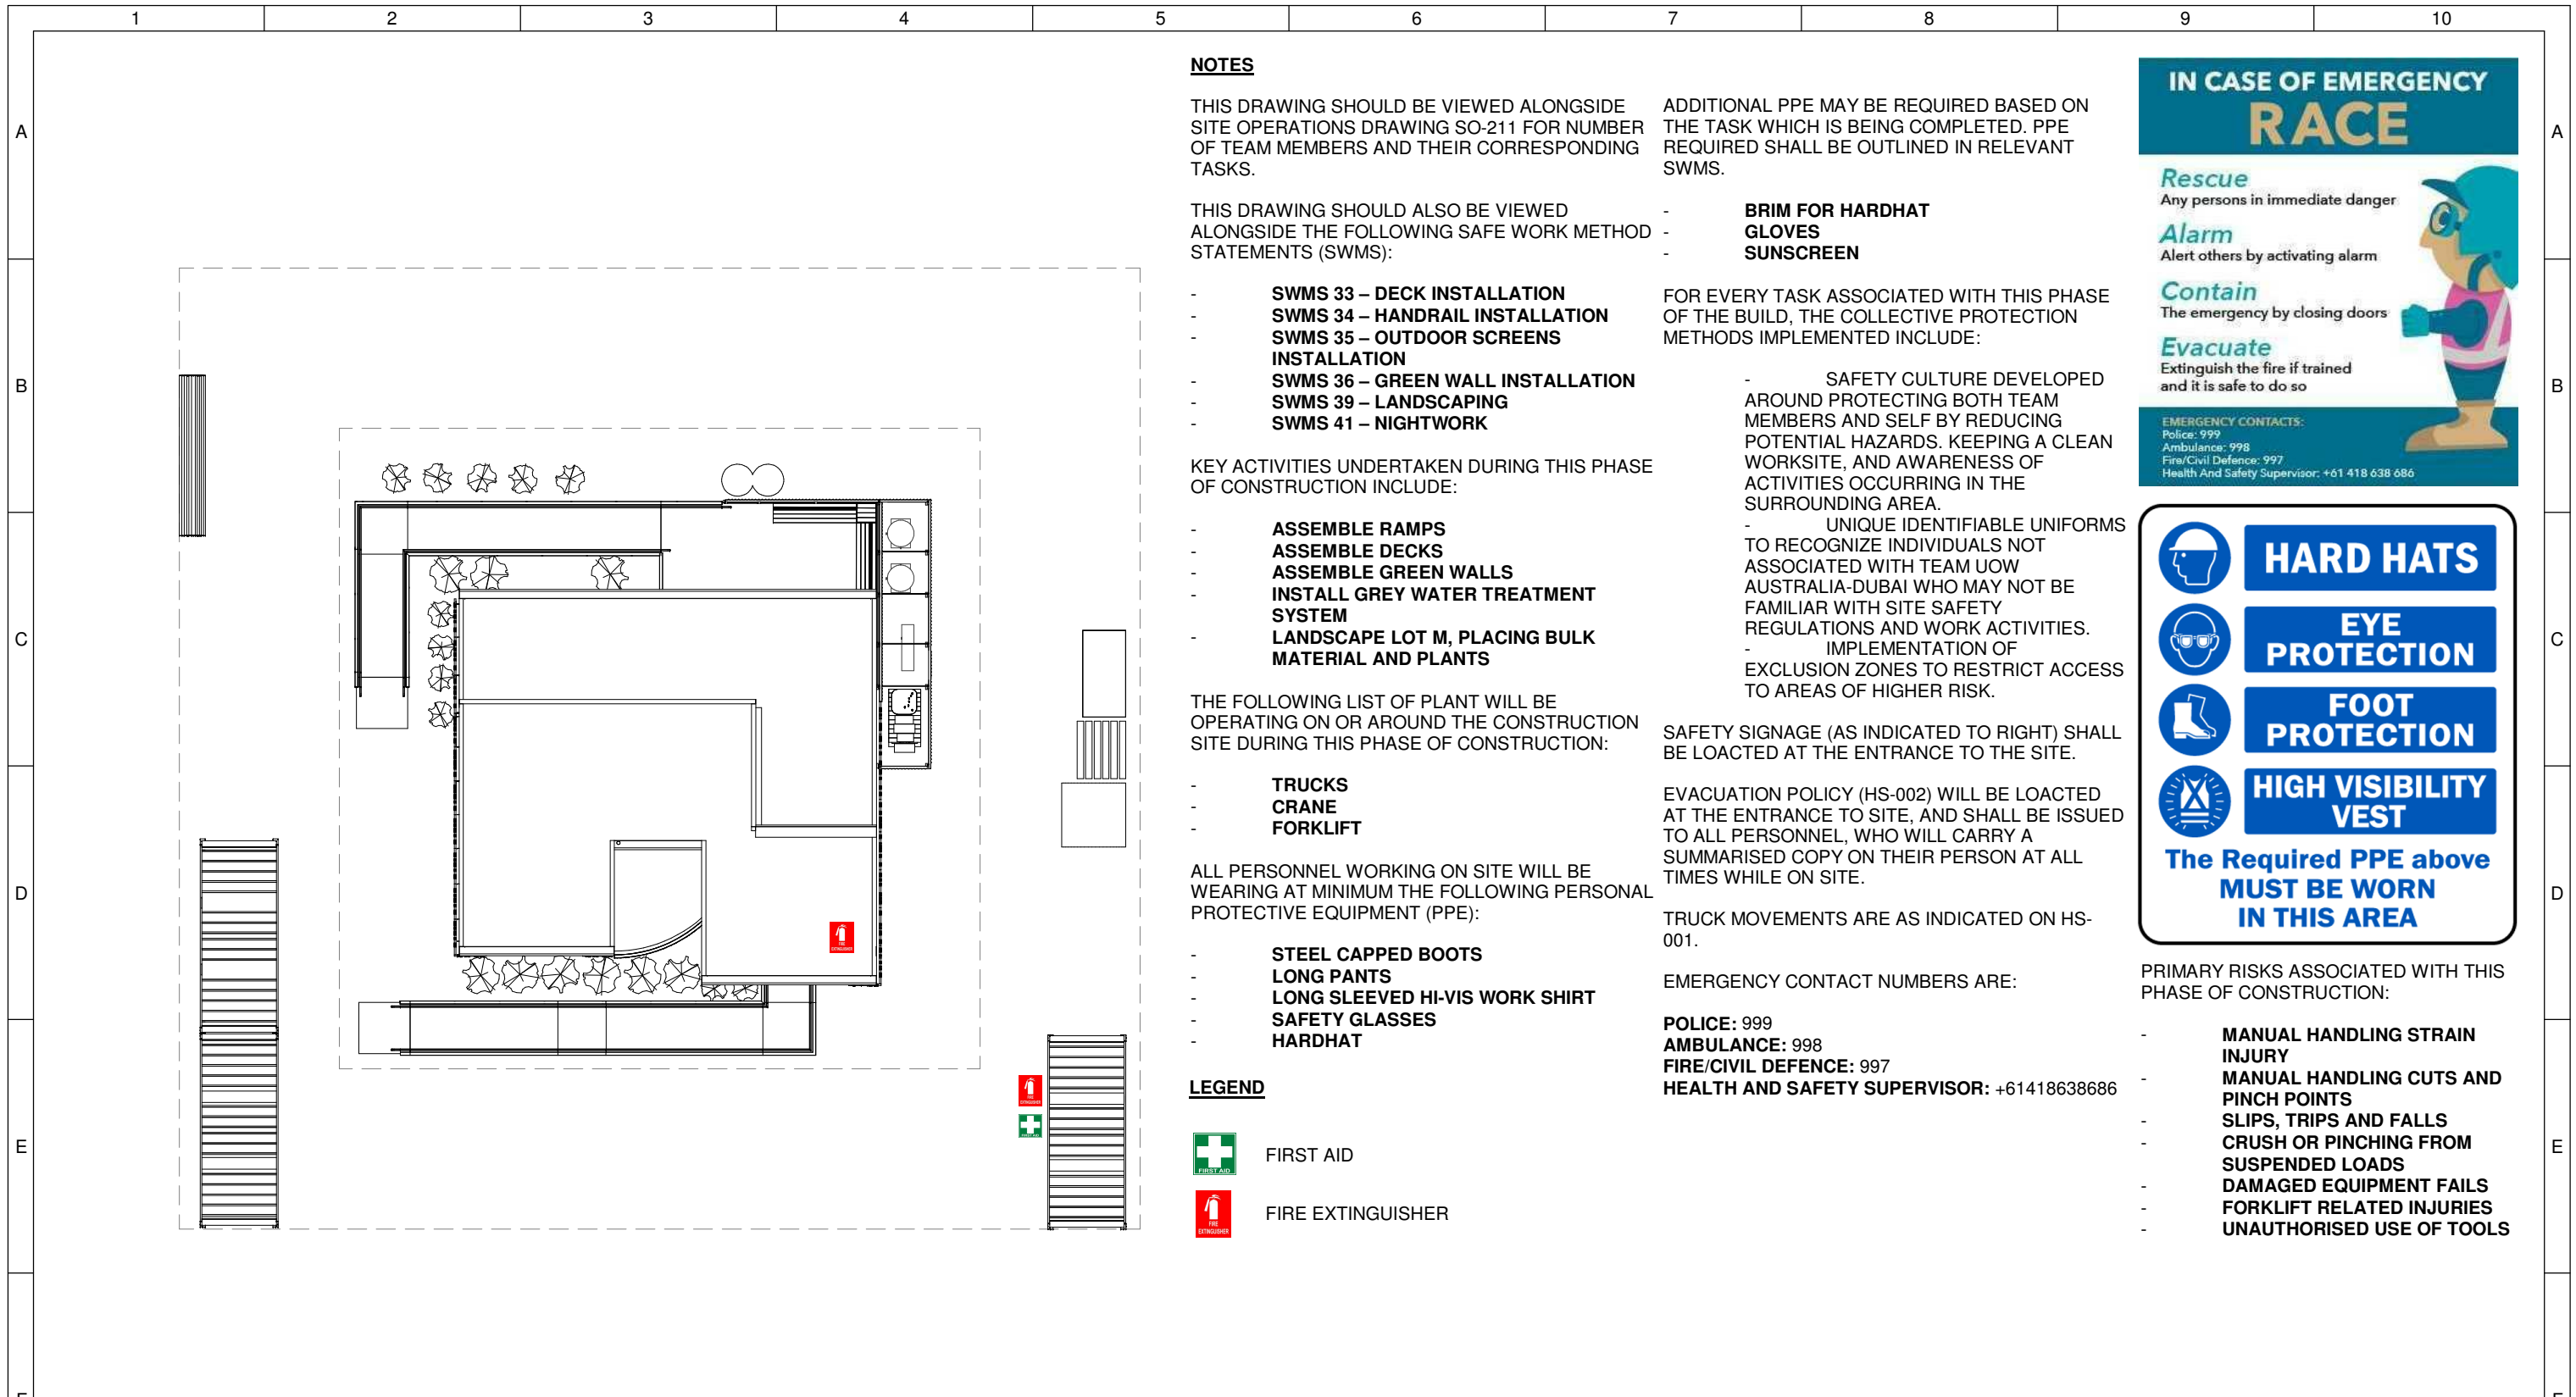 1 2 3 4 5 6 7 8 9 10
A
B
C
D
E
F
NOTES
THIS DRAWING SHOULD BE VIEWED ALONGSIDE
SITE OPERATIONS DRAWING SO-211 FOR NUMBER
OF TEAM MEMBERS AND THEIR CORRESPONDING
TASKS.
THIS DRAWING SHOULD ALSO BE VIEWED
ALONGSIDE THE FOLLOWING SAFE WORK METHOD
STATEMENTS (SWMS):
- SWMS 33 – DECK INSTALLATION
- SWMS 34 – HANDRAIL INSTALLATION
- SWMS 35 – OUTDOOR SCREENS
INSTALLATION
- SWMS 36 – GREEN WALL INSTALLATION
- SWMS 39 – LANDSCAPING
- SWMS 41 – NIGHTWORK
KEY ACTIVITIES UNDERTAKEN DURING THIS PHASE
OF CONSTRUCTION INCLUDE:
- ASSEMBLE RAMPS
- ASSEMBLE DECKS
- ASSEMBLE GREEN WALLS
- INSTALL GREY WATER TREATMENT
SYSTEM
- LANDSCAPE LOT M, PLACING BULK
MATERIAL AND PLANTS
THE FOLLOWING LIST OF PLANT WILL BE
OPERATING ON OR AROUND THE CONSTRUCTION
SITE DURING THIS PHASE OF CONSTRUCTION:
- TRUCKS
- CRANE
- FORKLIFT
ALL PERSONNEL WORKING ON SITE WILL BE
WEARING AT MINIMUM THE FOLLOWING PERSONAL
PROTECTIVE EQUIPMENT (PPE):
- STEEL CAPPED BOOTS
- LONG PANTS
- LONG SLEEVED HI-VIS WORK SHIRT
- SAFETY GLASSES
- HARDHAT
LEGEND
FIRST AID
FIRST AID
FIRE EXTINGUISHER
FIRE EXTINGUISHER
FIRE EXTINGUISHER
FIRE EXTINGUISHER
FIRST AID
ADDITIONAL PPE MAY BE REQUIRED BASED ON
THE TASK WHICH IS BEING COMPLETED. PPE
REQUIRED SHALL BE OUTLINED IN RELEVANT
SWMS.
- BRIM FOR HARDHAT
- GLOVES
- SUNSCREEN
FOR EVERY TASK ASSOCIATED WITH THIS PHASE
OF THE BUILD, THE COLLECTIVE PROTECTION
METHODS IMPLEMENTED INCLUDE:
- SAFETY CULTURE DEVELOPED
AROUND PROTECTING BOTH TEAM
MEMBERS AND SELF BY REDUCING
POTENTIAL HAZARDS. KEEPING A CLEAN
WORKSITE, AND AWARENESS OF
ACTIVITIES OCCURRING IN THE
SURROUNDING AREA.
- UNIQUE IDENTIFIABLE UNIFORMS
TO RECOGNIZE INDIVIDUALS NOT
ASSOCIATED WITH TEAM UOW
AUSTRALIA-DUBAI WHO MAY NOT BE
FAMILIAR WITH SITE SAFETY
REGULATIONS AND WORK ACTIVITIES.
- IMPLEMENTATION OF
EXCLUSION ZONES TO RESTRICT ACCESS
TO AREAS OF HIGHER RISK.
SAFETY SIGNAGE (AS INDICATED TO RIGHT) SHALL
BE LOACTED AT THE ENTRANCE TO THE SITE.
EVACUATION POLICY (HS-002) WILL BE LOACTED
AT THE ENTRANCE TO SITE, AND SHALL BE ISSUED
TO ALL PERSONNEL, WHO WILL CARRY A
SUMMARISED COPY ON THEIR PERSON AT ALL
TIMES WHILE ON SITE.
TRUCK MOVEMENTS ARE AS INDICATED ON HS-
001.
EMERGENCY CONTACT NUMBERS ARE:
POLICE: 999
AMBULANCE: 998
FIRE/CIVIL DEFENCE: 997
HEALTH AND SAFETY SUPERVISOR: +61418638686
IN CASE OF EMERGENCY
RACE
Rescue
Any persons in immediate danger
Alarm
Alert others by activating alarm
Contain
The emergency by closing doors
Evacuate
Extinguish the fire if trained
and it is safe to do so
EMERGENCY CONTACTS:
Police: 999
Ambulance: 998
Fire/Civil Defence: 997
Health And Safety Supervisor: +61 418 638 686
HARD HATS
EYE
PROTECTION
FOOT
PROTECTION
HIGH VISIBILITY
VEST
The Required PPE above
MUST BE WORN
IN THIS AREA
PRIMARY RISKS ASSOCIATED WITH THIS
PHASE OF CONSTRUCTION:
- MANUAL HANDLING STRAIN
INJURY
- MANUAL HANDLING CUTS AND
PINCH POINTS
- SLIPS, TRIPS AND FALLS
- CRUSH OR PINCHING FROM
SUSPENDED LOADS
- DAMAGED EQUIPMENT FAILS
- FORKLIFT RELATED INJURIES
- UNAUTHORISED USE OF TOOLS
A
B
C
D
E
F